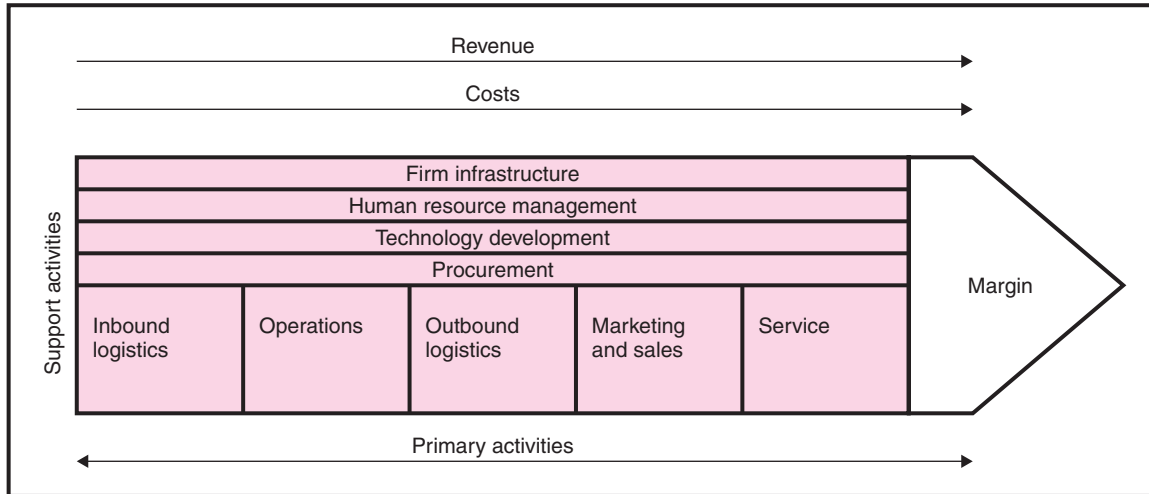 Revenue
Costs
Support activities
Firm infrastructure
Human resource management
Technology development
Procurement
Inbound
logistics
Operations
Outbound
logistics
Marketing
and sales
Service
Margin
Primary activities